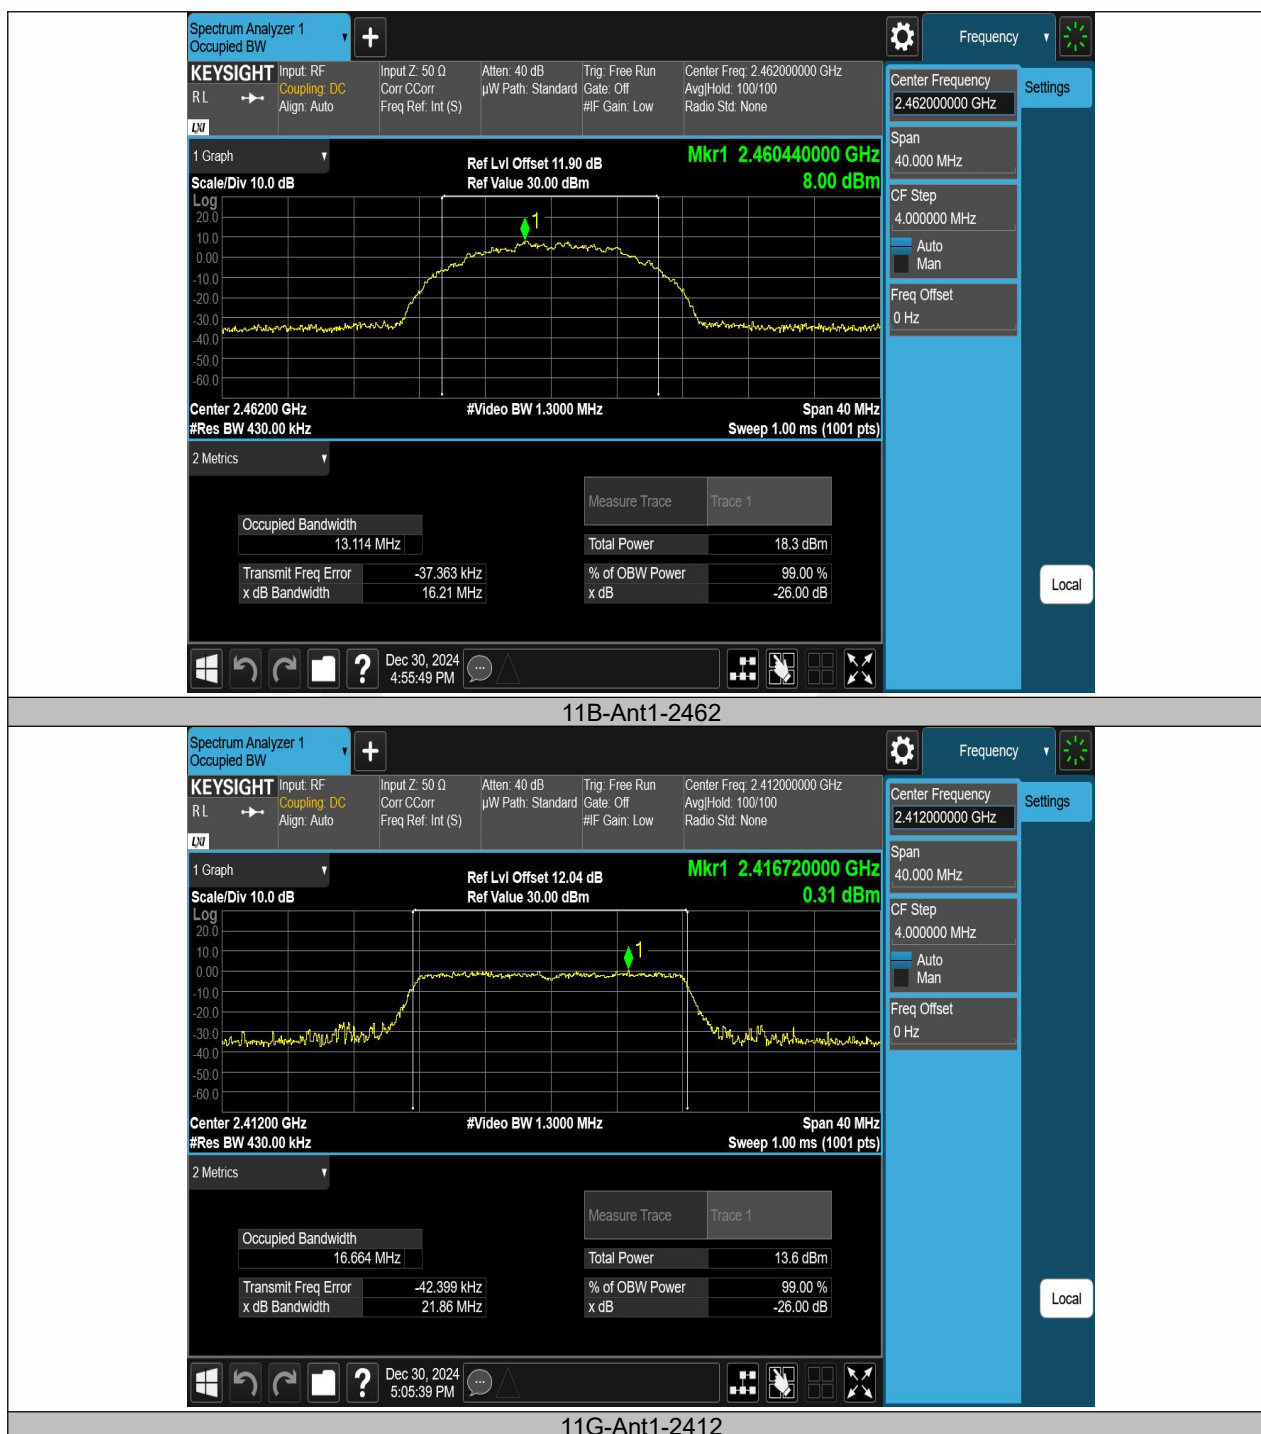 Spectrum Analyzer 1
Occupied BW
+
Frequency
KEYSIGHT
R L
LXI
Input: RF
Coupling: DC
Align: Auto
Input Z: 50 Ω
Corr CCorr
Freq Ref: Int (S)
Atten: 40 dB
µW Path: Standard
Trig: Free Run
Gate: Off
#IF Gain: Low
Center Freq: 2.462000000 GHz
Avg|Hold: 100/100
Radio Std: None
Center Frequency
2.462000000 GHz
Settings
Span
40.000 MHz
CF Step
4.000000 MHz
Auto
Man
Freq Offset
0 Hz
Local
1 Graph
Scale/Div 10.0 dB
Ref Lvl Offset 11.90 dB
Ref Value 30.00 dBm
Mkr1 2.460440000 GHz
8.00 dBm
Log
20.0
10.0
0.00
-10.0
-20.0
-30.0
-40.0
-50.0
-60.0
1
Center 2.46200 GHz
#Video BW 1.3000 MHz
Span 40 MHz
#Res BW 430.00 kHz
Sweep 1.00 ms (1001 pts)
2 Metrics
Measure Trace
Trace 1
Occupied Bandwidth
13.114 MHz
Total Power
18.3 dBm
Transmit Freq Error
-37.363 kHz
% of OBW Power
99.00 %
x dB Bandwidth
16.21 MHz
x dB
-26.00 dB
?
Dec 30, 2024
4:55:49 PM
11B-Ant1-2462
Spectrum Analyzer 1
Occupied BW
+
Frequency
KEYSIGHT
R L
LXI
Input: RF
Coupling: DC
Align: Auto
Input Z: 50 Ω
Corr CCorr
Freq Ref: Int (S)
Atten: 40 dB
µW Path: Standard
Trig: Free Run
Gate: Off
#IF Gain: Low
Center Freq: 2.412000000 GHz
Avg|Hold: 100/100
Radio Std: None
Center Frequency
2.412000000 GHz
Settings
Span
40.000 MHz
CF Step
4.000000 MHz
Auto
Man
Freq Offset
0 Hz
Local
1 Graph
Scale/Div 10.0 dB
Ref Lvl Offset 12.04 dB
Ref Value 30.00 dBm
Mkr1 2.416720000 GHz
0.31 dBm
Log
20.0
10.0
0.00
-10.0
-20.0
-30.0
-40.0
-50.0
-60.0
1
Center 2.41200 GHz
#Video BW 1.3000 MHz
Span 40 MHz
#Res BW 430.00 kHz
Sweep 1.00 ms (1001 pts)
2 Metrics
Measure Trace
Trace 1
Occupied Bandwidth
16.664 MHz
Total Power
13.6 dBm
Transmit Freq Error
-42.399 kHz
% of OBW Power
99.00 %
x dB Bandwidth
21.86 MHz
x dB
-26.00 dB
?
Dec 30, 2024
5:05:39 PM
11G-Ant1-2412